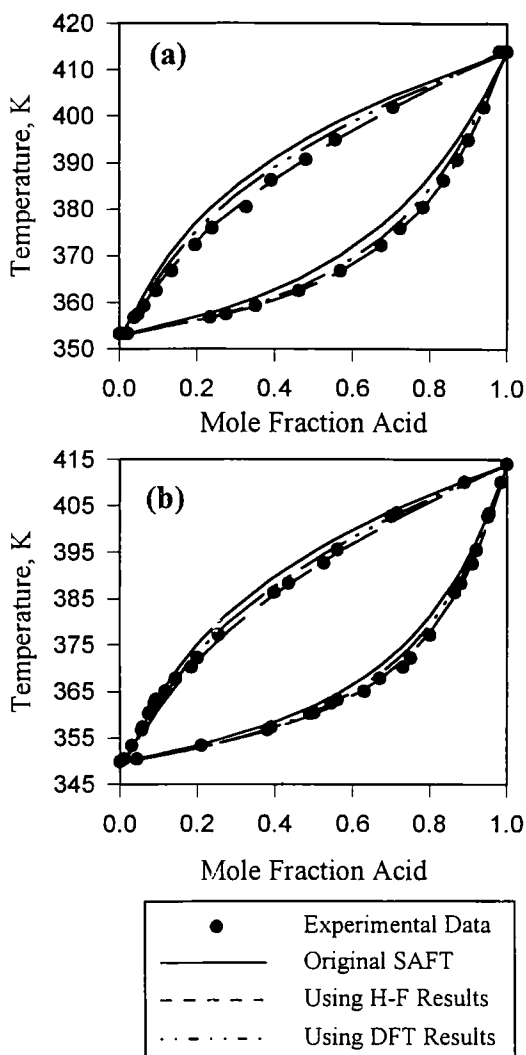 420
(a)
410
400
390
380
370
360
350
Temperature, K
0.0 0.2 0.4 0.6 0.8 1.0
Mole Fraction Acid
415
(b)
405
395
385
375
365
355
345
Temperature, K
0.0 0.2 0.4 0.6 0.8 1.0
Mole Fraction Acid
Experimental Data
Original SAFT
Using H-F Results
Using DFT Results